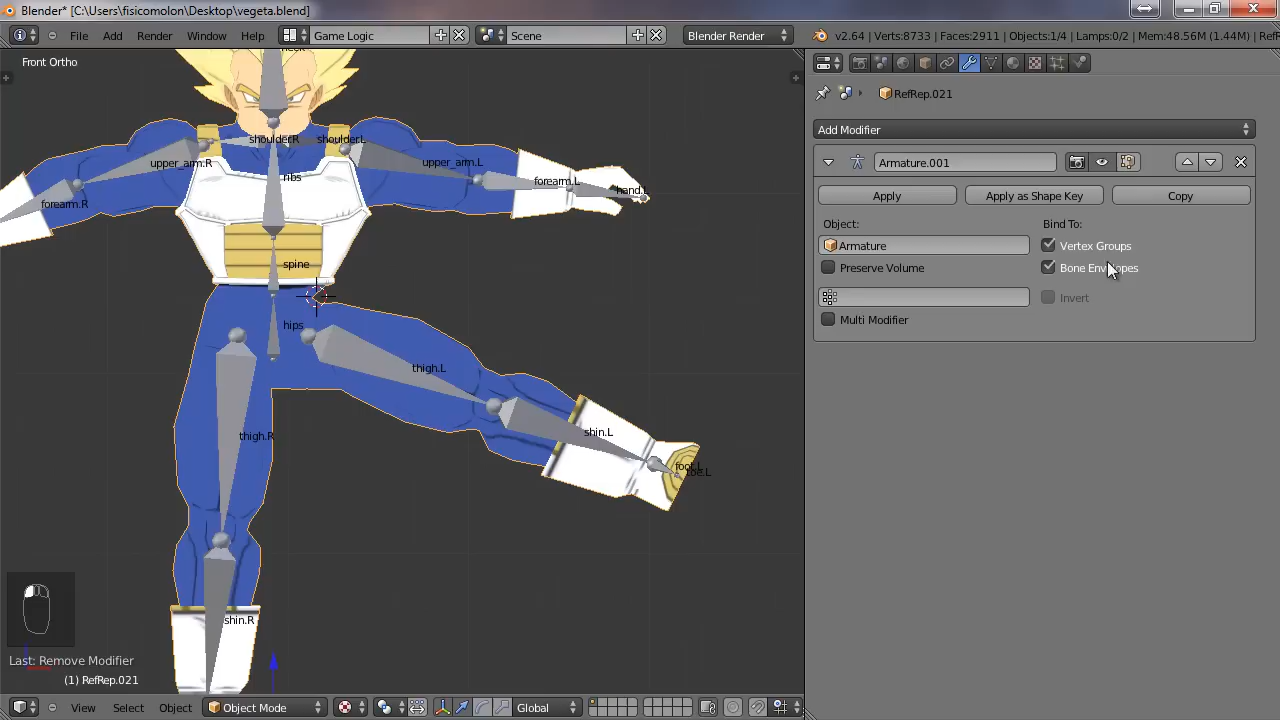 Blender* [C:\Users\fisicomolon\Desktop\vegeta.blend]
File Add Render Window Help Game Logic Scene Blender Render v2.64 | Verts:8733 | Faces:2911 | Objects:1/4 | Lamps:0/2 | Mem:48.56M (1.44M) | RefR
Front Ortho
neck
RefRep.021
Add Modifier
shoulder.R shoulder.L
upper_arm.R upper_arm.L
Armature.001
ribs
forearm.L
hand.L
Apply Apply as Shape Key Copy
forearm.R
Object: Bind To:
Armature Vertex Groups
spine
Preserve Volume Bone Envelopes
Invert
Multi Modifier
hips
thigh.L
shin.L
thigh.R
foot.L
toe.L
shin.R
Last: Remove Modifier
(1) RefRep.021
View Select Object Object Mode Global